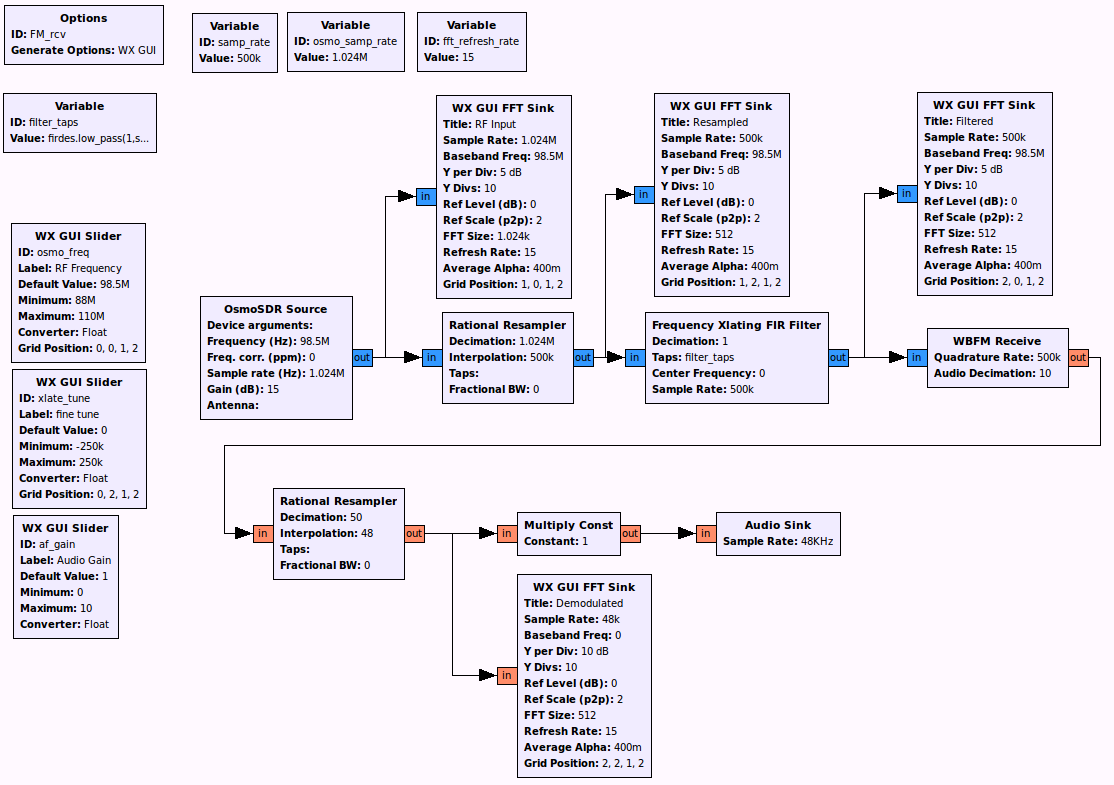 Options
ID: FM_rcv
Generate Options: WX GUI
Variable
ID: samp_rate
Value: 500k
Variable
ID: osmo_samp_rate
Value: 1.024M
Variable
ID: fft_refresh_rate
Value: 15
Variable
ID: filter_taps
Value: firdes.low_pass(1,s...
WX GUI FFT Sink
Title: RF Input
Sample Rate: 1.024M
Baseband Freq: 98.5M
Y per Div: 5 dB
Y Divs: 10
Ref Level (dB): 0
Ref Scale (p2p): 2
FFT Size: 1.024k
Refresh Rate: 15
Average Alpha: 400m
Grid Position: 1, 0, 1, 2
in
WX GUI FFT Sink
Title: Resampled
Sample Rate: 500k
Baseband Freq: 98.5M
Y per Div: 5 dB
Y Divs: 10
Ref Level (dB): 0
Ref Scale (p2p): 2
FFT Size: 512
Refresh Rate: 15
Average Alpha: 400m
Grid Position: 1, 2, 1, 2
in
WX GUI FFT Sink
Title: Filtered
Sample Rate: 500k
Baseband Freq: 98.5M
Y per Div: 5 dB
Y Divs: 10
Ref Level (dB): 0
Ref Scale (p2p): 2
FFT Size: 512
Refresh Rate: 15
Average Alpha: 400m
Grid Position: 2, 0, 1, 2
in
WX GUI Slider
ID: osmo_freq
Label: RF Frequency
Default Value: 98.5M
Minimum: 88M
Maximum: 110M
Converter: Float
Grid Position: 0, 0, 1, 2
OsmoSDR Source
Device arguments:
Frequency (Hz): 98.5M
Freq. corr. (ppm): 0
Sample rate (Hz): 1.024M
Gain (dB): 15
Antenna:
out
in
Rational Resampler
Decimation: 1.024M
Interpolation: 500k
Taps:
Fractional BW: 0
out
in
Frequency Xlating FIR Filter
Decimation: 1
Taps: filter_taps
Center Frequency: 0
Sample Rate: 500k
out
in
WBFM Receive
Quadrature Rate: 500k
Audio Decimation: 10
out
WX GUI Slider
ID: xlate_tune
Label: fine tune
Default Value: 0
Minimum: -250k
Maximum: 250k
Converter: Float
Grid Position: 0, 2, 1, 2
WX GUI Slider
ID: af_gain
Label: Audio Gain
Default Value: 1
Minimum: 0
Maximum: 10
Converter: Float
in
Rational Resampler
Decimation: 50
Interpolation: 48
Taps:
Fractional BW: 0
out
in
Multiply Const
Constant: 1
out
in
Audio Sink
Sample Rate: 48KHz
in
WX GUI FFT Sink
Title: Demodulated
Sample Rate: 48k
Baseband Freq: 0
Y per Div: 10 dB
Y Divs: 10
Ref Level (dB): 0
Ref Scale (p2p): 2
FFT Size: 512
Refresh Rate: 15
Average Alpha: 400m
Grid Position: 2, 2, 1, 2